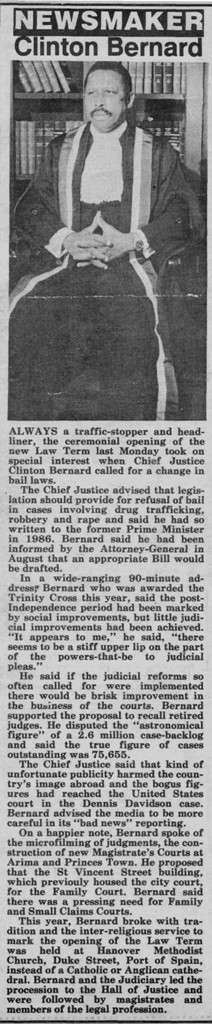 NEWSMAKER
Clinton Bernard
ALWAYS a traffic-stopper and head-
liner, the ceremonial opening of the
new Law Term last Monday took on
special interest when Chief Justice
Clinton Bernard called for a change in
bail laws.
The Chief Justice advised that legis-
lation should provide for refusal of bail
in cases involving drug trafficking,
robbery and rape and said he had so
written to the former Prime Minister
in 1986. Bernard said he had been
informed by the Attorney-General in
August that an appropriate Bill would
be drafted.
In a wide-ranging 90-minute ad-
dress Bernard who was awarded the
Trinity Cross this year, said the post-
Independence period had been marked
by social improvements, but little judi-
cial improvements had been achieved.
"It appears to me," he said, "there
seems to be a stiff upper lip on the part
of the powers-that-be to judicial
pleas."
He said if the judicial reforms so
often called for were implemented
there would be brisk improvement in
the business of the courts. Bernard
supported the proposal to recall retired
judges. He disputed the "astronomical
figure" of a 2.6 million case-backlog
and said the true figure of cases
outstanding was 75,655.
The Chief Justice said that kind of
unfortunate publicity harmed the coun-
try's image abroad and the bogus fig-
ures had reached the United States
court in the Dennis Davidson case.
Bernard advised the media to be more
careful in its "bad news" reporting.
On a happier note, Bernard spoke of
the microfilming of judgments, the con-
struction of new Magistrate's Courts at
Arima and Princes Town. He proposed
that the St Vincent Street building,
which previouly housed the city court,
for the Family Court. Bernard said
there was a pressing need for Family
and Small Claims Courts.
This year, Bernard broke with tra-
dition and the inter-religious service to
mark the opening of the Law Term
was held at Hanover Methodist
Church, Duke Street, Port of Spain,
instead of a Catholic or Anglican cathe-
dral. Bernard and the Judiciary led the
procession to the Hall of Justice and
were followed by magistrates and
members of the legal profession.